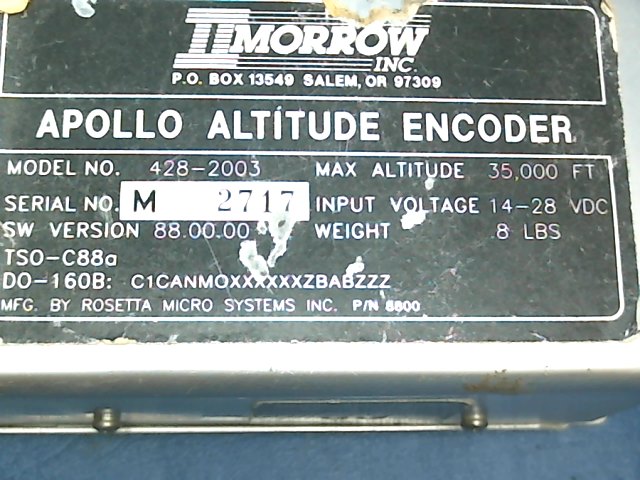 IIMORROW
INC.
P.O. BOX 13549 SALEM, OR 97309
APOLLO ALTITUDE ENCODER
MODEL NO. 428-2003 MAX ALTITUDE 35,000 FT
SERIAL NO. M 2717 INPUT VOLTAGE 14-28 VDC
SW VERSION 88.00.00 WEIGHT .8 LBS
TSO-C88a
DO-160B: C1CANMOXXXXXXZBABZZZ
MFG. BY ROSETTA MICRO SYSTEMS INC. P/N 8800